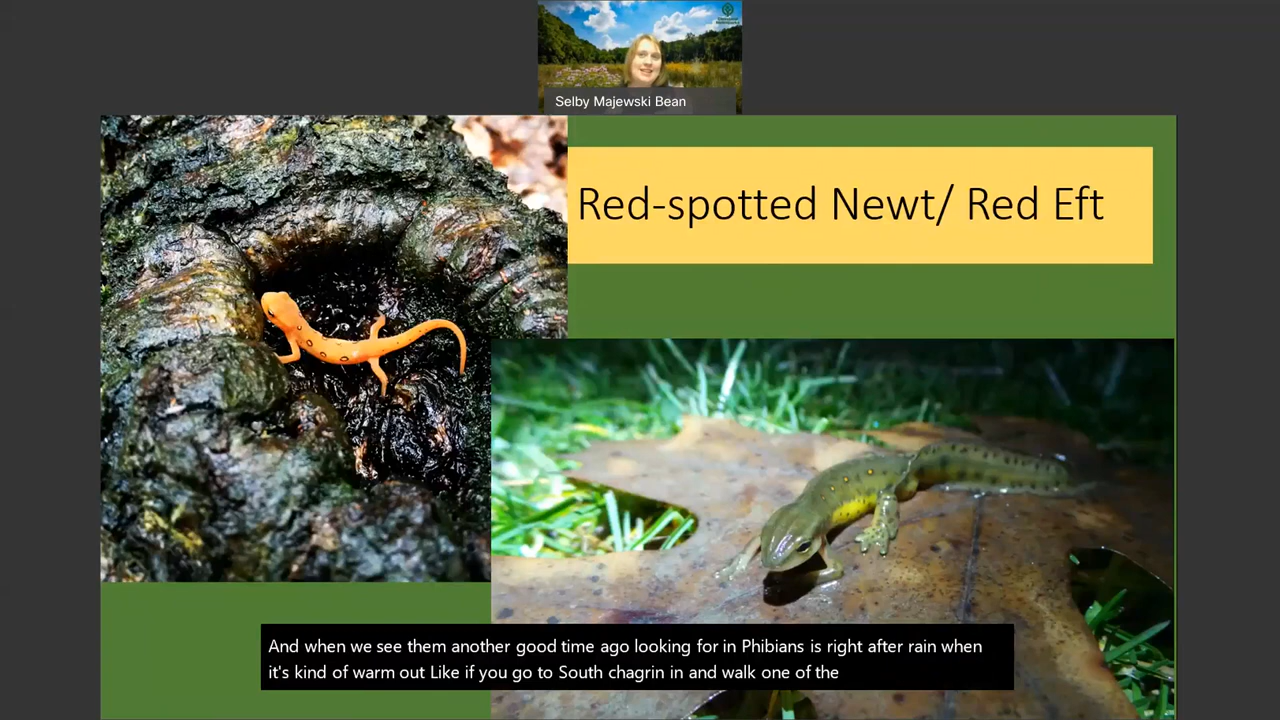 Selby Majewski Bean
Red-spotted Newt/ Red Eft
And when we see them another good time ago looking for in Phibians is right after rain when
it's kind of warm out Like if you go to South chagrin in and walk one of the